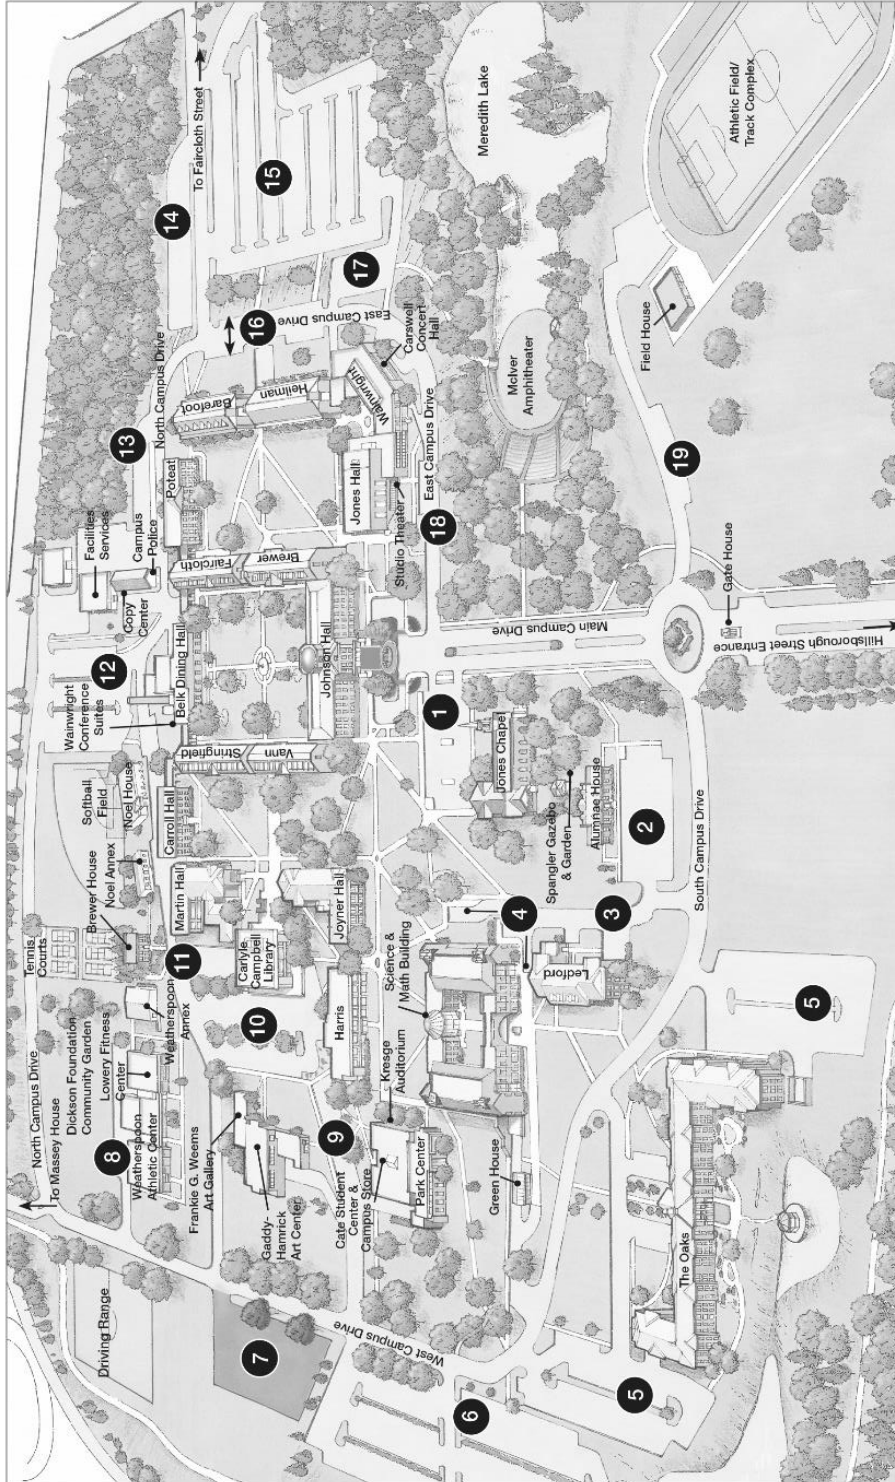 Driving Range
7
6
West Campus Drive
5
The Oaks
To Massey House
North Campus Drive
8
Weatherspoon
Athletic Center
Lowery Fitness
Center
Dickson Foundation
Community Garden
Weatherspoon
Annex
Tennis
Courts
Brewer House
Noel Annex
Noel House
Softball
Field
Frankie G. Weems
Art Gallery
Gaddy-
Hamrick
Art Center
9
10
11
Cate Student
Center &
Campus Store
Park Center
Kresge
Auditorium
Green House
Science &
Math Building
Harris
Carlyle
Campbell
Library
Joyner Hall
Martin Hall
Carroll Hall
Ledford
4
3
5
2
South Campus Drive
Alumnae House
Spangler Gazebo
& Garden
Jones Chapel
1
Stringfield
Vann
Wainwright
Conference
Suites
12
Belk Dining Hall
Johnson Hall
Faircloth
Brewer
Copy
Center
Facilities
Services
Campus
Police
13
North Campus Drive
Poteat
Barefoot
Heilman
Wainwright
Jones Hall
Studio Theater
18
East Campus Drive
Carswell
Concert
Hall
East Campus Drive
16
17
14
15
To Faircloth Street
Main Campus Drive
Gate House
Hillsborough Street Entrance
19
McIver
Amphitheater
Meredith Lake
Field House
Athletic Field/
Track Complex